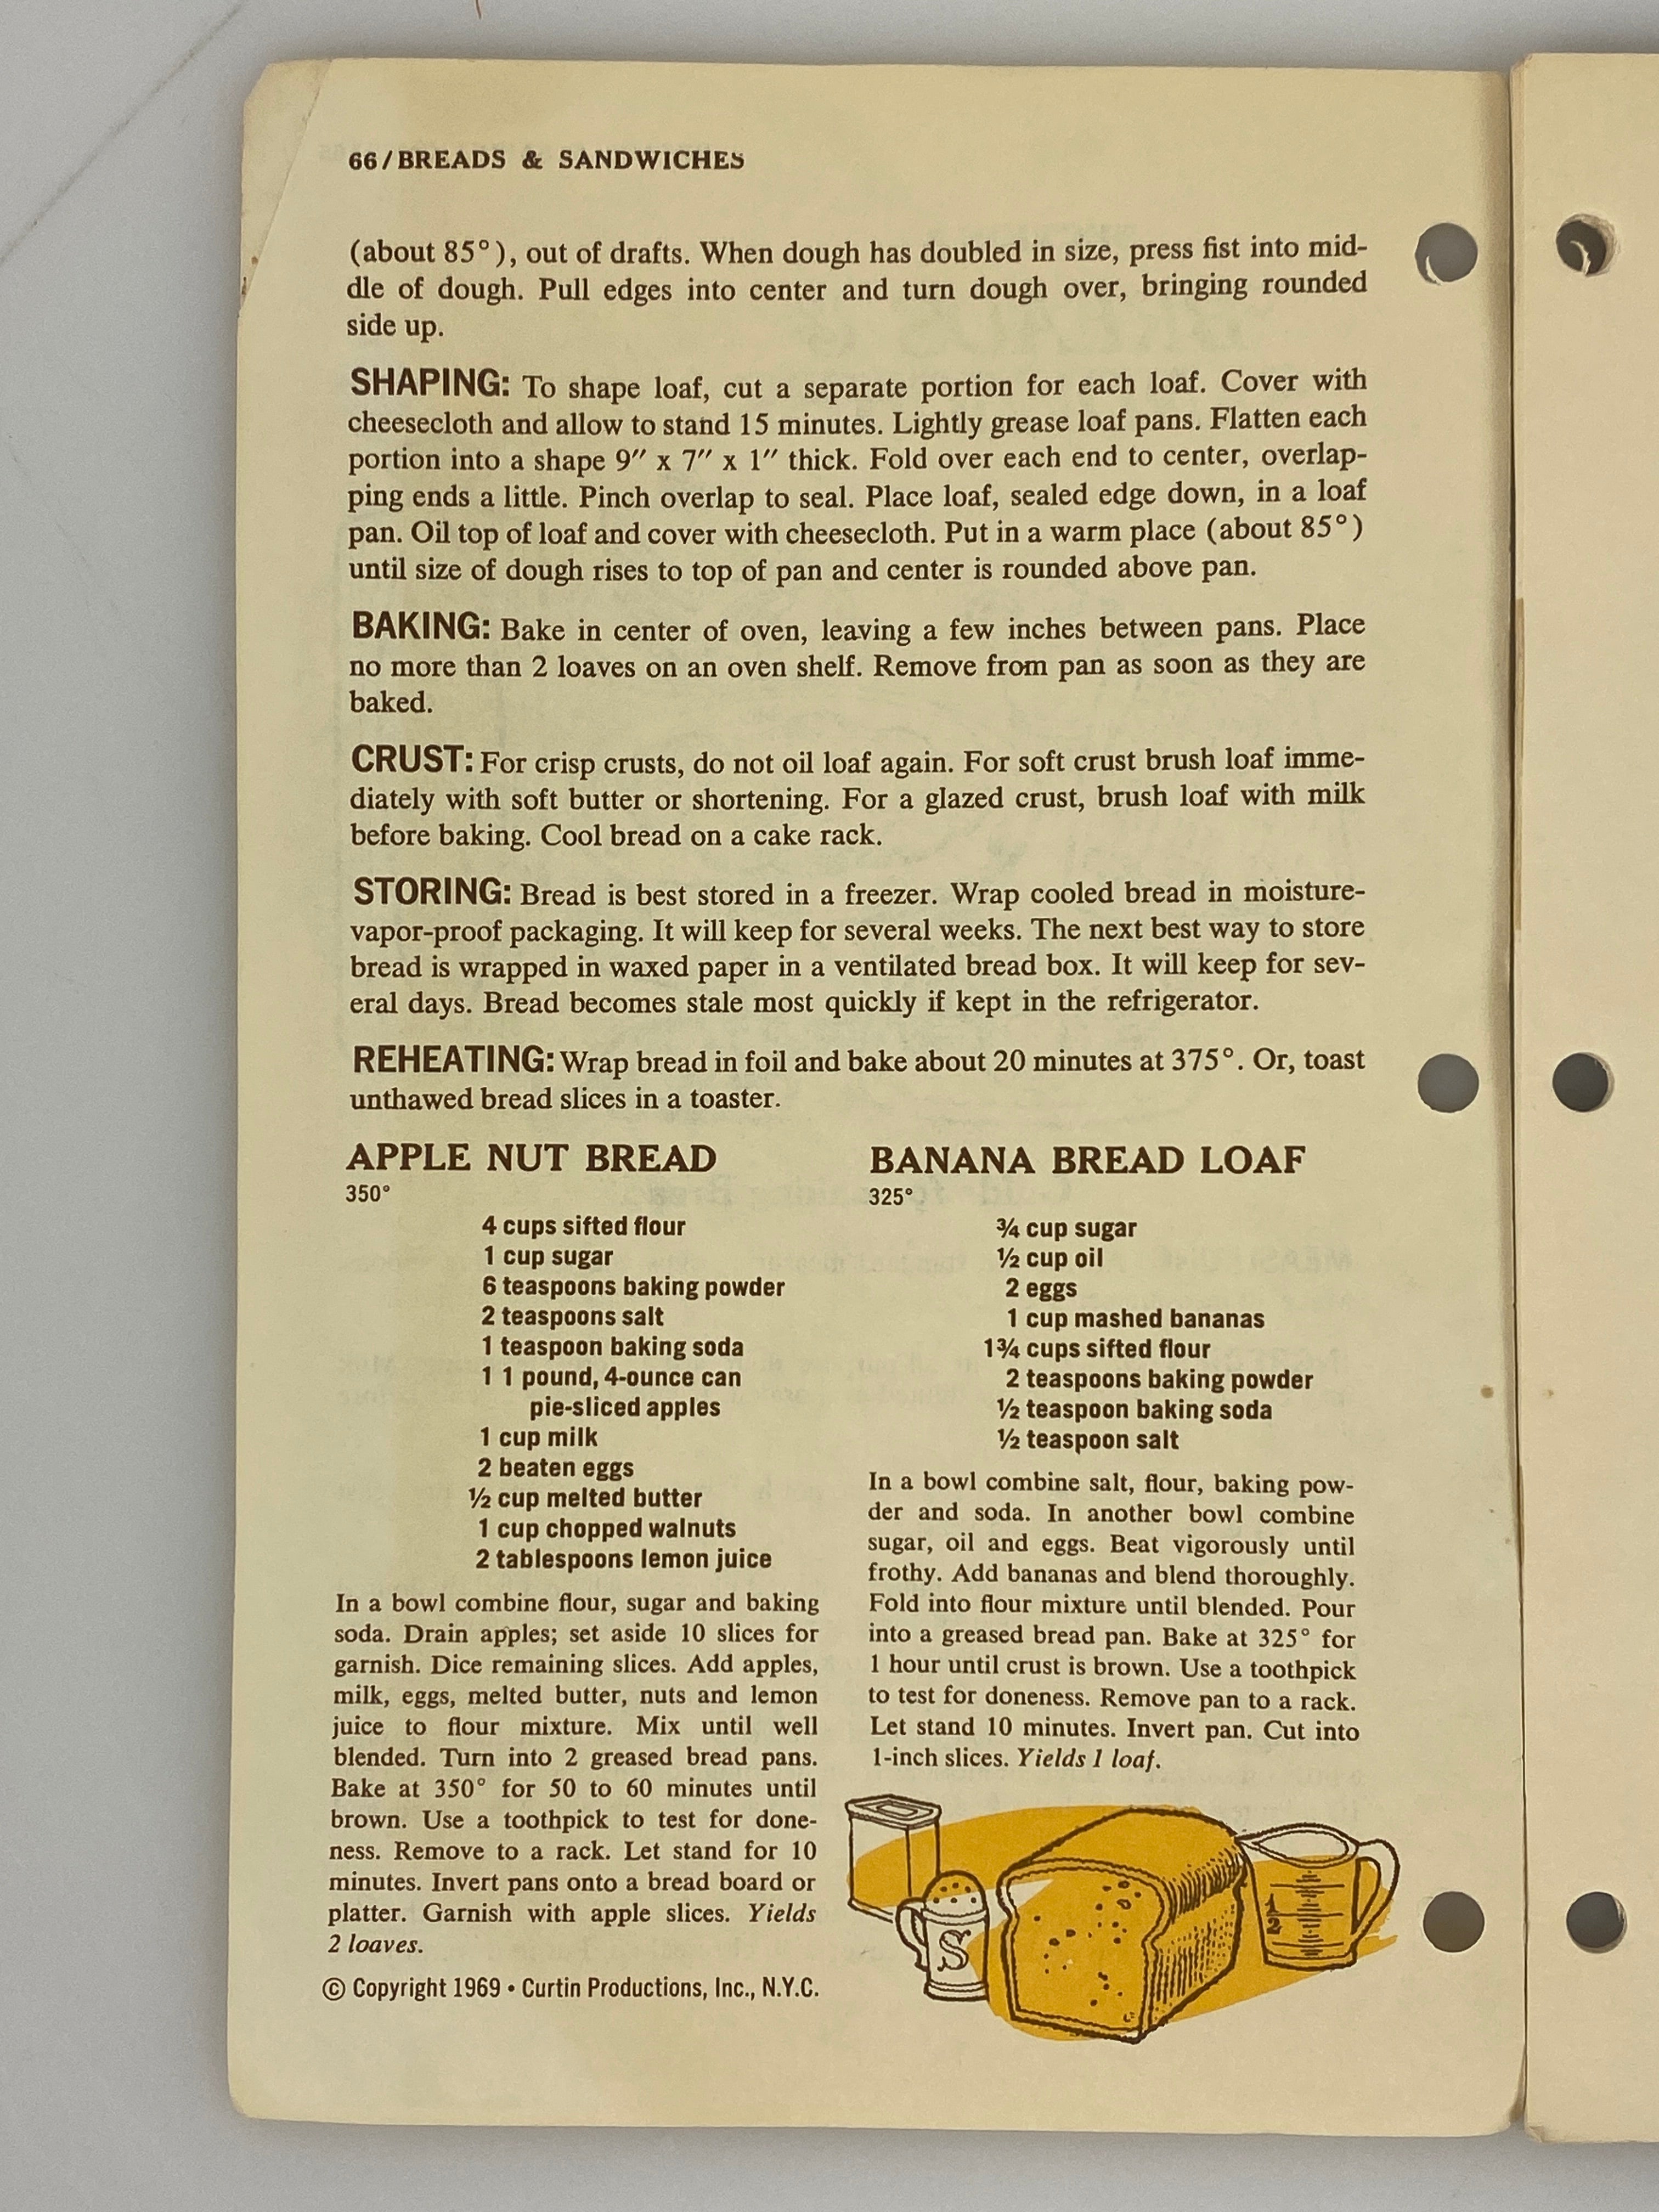 66/BREADS & SANDWICHES
(about 85°), out of drafts. When dough has doubled in size, press fist into mid-
dle of dough. Pull edges into center and turn dough over, bringing rounded
side up.
SHAPING: To shape loaf, cut a separate portion for each loaf. Cover with
cheesecloth and allow to stand 15 minutes. Lightly grease loaf pans. Flatten each
portion into a shape 9″ x 7″ x 1″ thick. Fold over each end to center, overlap-
ping ends a little. Pinch overlap to seal. Place loaf, sealed edge down, in a loaf
pan. Oil top of loaf and cover with cheesecloth. Put in a warm place (about 85°)
until size of dough rises to top of pan and center is rounded above pan.
BAKING: Bake in center of oven, leaving a few inches between pans. Place
no more than 2 loaves on an oven shelf. Remove from pan as soon as they are
baked.
CRUST: For crisp crusts, do not oil loaf again. For soft crust brush loaf imme-
diately with soft butter or shortening. For a glazed crust, brush loaf with milk
before baking. Cool bread on a cake rack.
STORING: Bread is best stored in a freezer. Wrap cooled bread in moisture-
vapor-proof packaging. It will keep for several weeks. The next best way to store
bread is wrapped in waxed paper in a ventilated bread box. It will keep for sev-
eral days. Bread becomes stale most quickly if kept in the refrigerator.
REHEATING: Wrap bread in foil and bake about 20 minutes at 375°. Or, toast
unthawed bread slices in a toaster.
APPLE NUT BREAD
350°
4 cups sifted flour
1 cup sugar
6 teaspoons baking powder
2 teaspoons salt
1 teaspoon baking soda
1 1 pound, 4-ounce can
pie-sliced apples
1 cup milk
2 beaten eggs
½ cup melted butter
1 cup chopped walnuts
2 tablespoons lemon juice
In a bowl combine flour, sugar and baking
soda. Drain apples; set aside 10 slices for
garnish. Dice remaining slices. Add apples,
milk, eggs, melted butter, nuts and lemon
juice to flour mixture. Mix until well
blended. Turn into 2 greased bread pans.
Bake at 350° for 50 to 60 minutes until
brown. Use a toothpick to test for done-
ness. Remove to a rack. Let stand for 10
minutes. Invert pans onto a bread board or
platter. Garnish with apple slices. Yields
2 loaves.
© Copyright 1969 • Curtin Productions, Inc., N.Y.C.
BANANA BREAD LOAF
325°
¾ cup sugar
½ cup oil
2 eggs
1 cup mashed bananas
1¾ cups sifted flour
2 teaspoons baking powder
½ teaspoon baking soda
½ teaspoon salt
In a bowl combine salt, flour, baking pow-
der and soda. In another bowl combine
sugar, oil and eggs. Beat vigorously until
frothy. Add bananas and blend thoroughly.
Fold into flour mixture until blended. Pour
into a greased bread pan. Bake at 325° for
1 hour until crust is brown. Use a toothpick
to test for doneness. Remove pan to a rack.
Let stand 10 minutes. Invert pan. Cut into
1-inch slices. Yields 1 loaf.
S
1/2